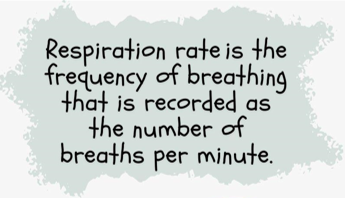 Respiration rate is the
frequency of breathing
that is recorded as
the number of
breaths per minute.